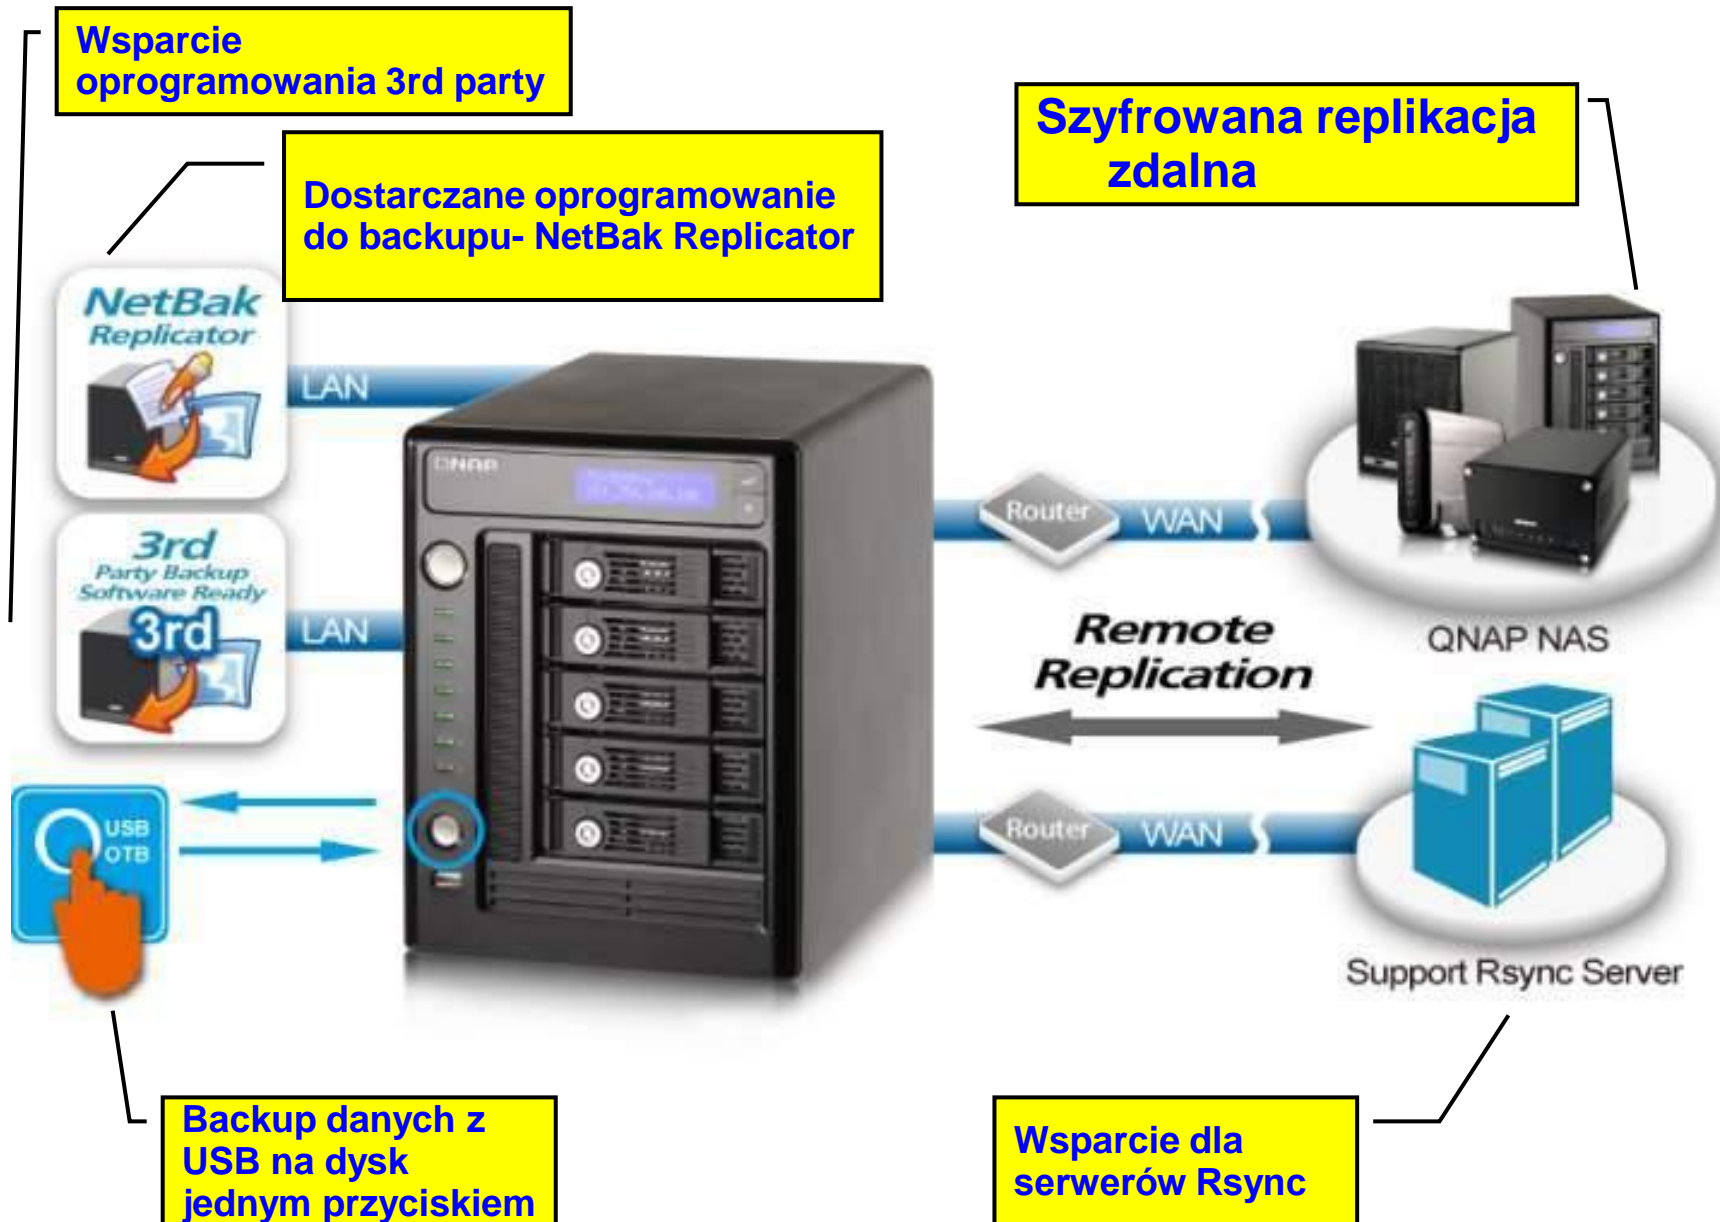 Wsparcie
oprogramowania 3rd party
Szyfrowana replikacja
zdalna
Dostarczane oprogramowanie
do backupu- NetBak Replicator
NetBak
Replicator
LAN
QNAP
Router
WAN
3rd
Party Backup
Software Ready
3rd
LAN
Remote
Replication
QNAP NAS
USB
OTB
Router
WAN
Support Rsync Server
Backup danych z
USB na dysk
jednym przyciskiem
Wsparcie dla
serwerów Rsync